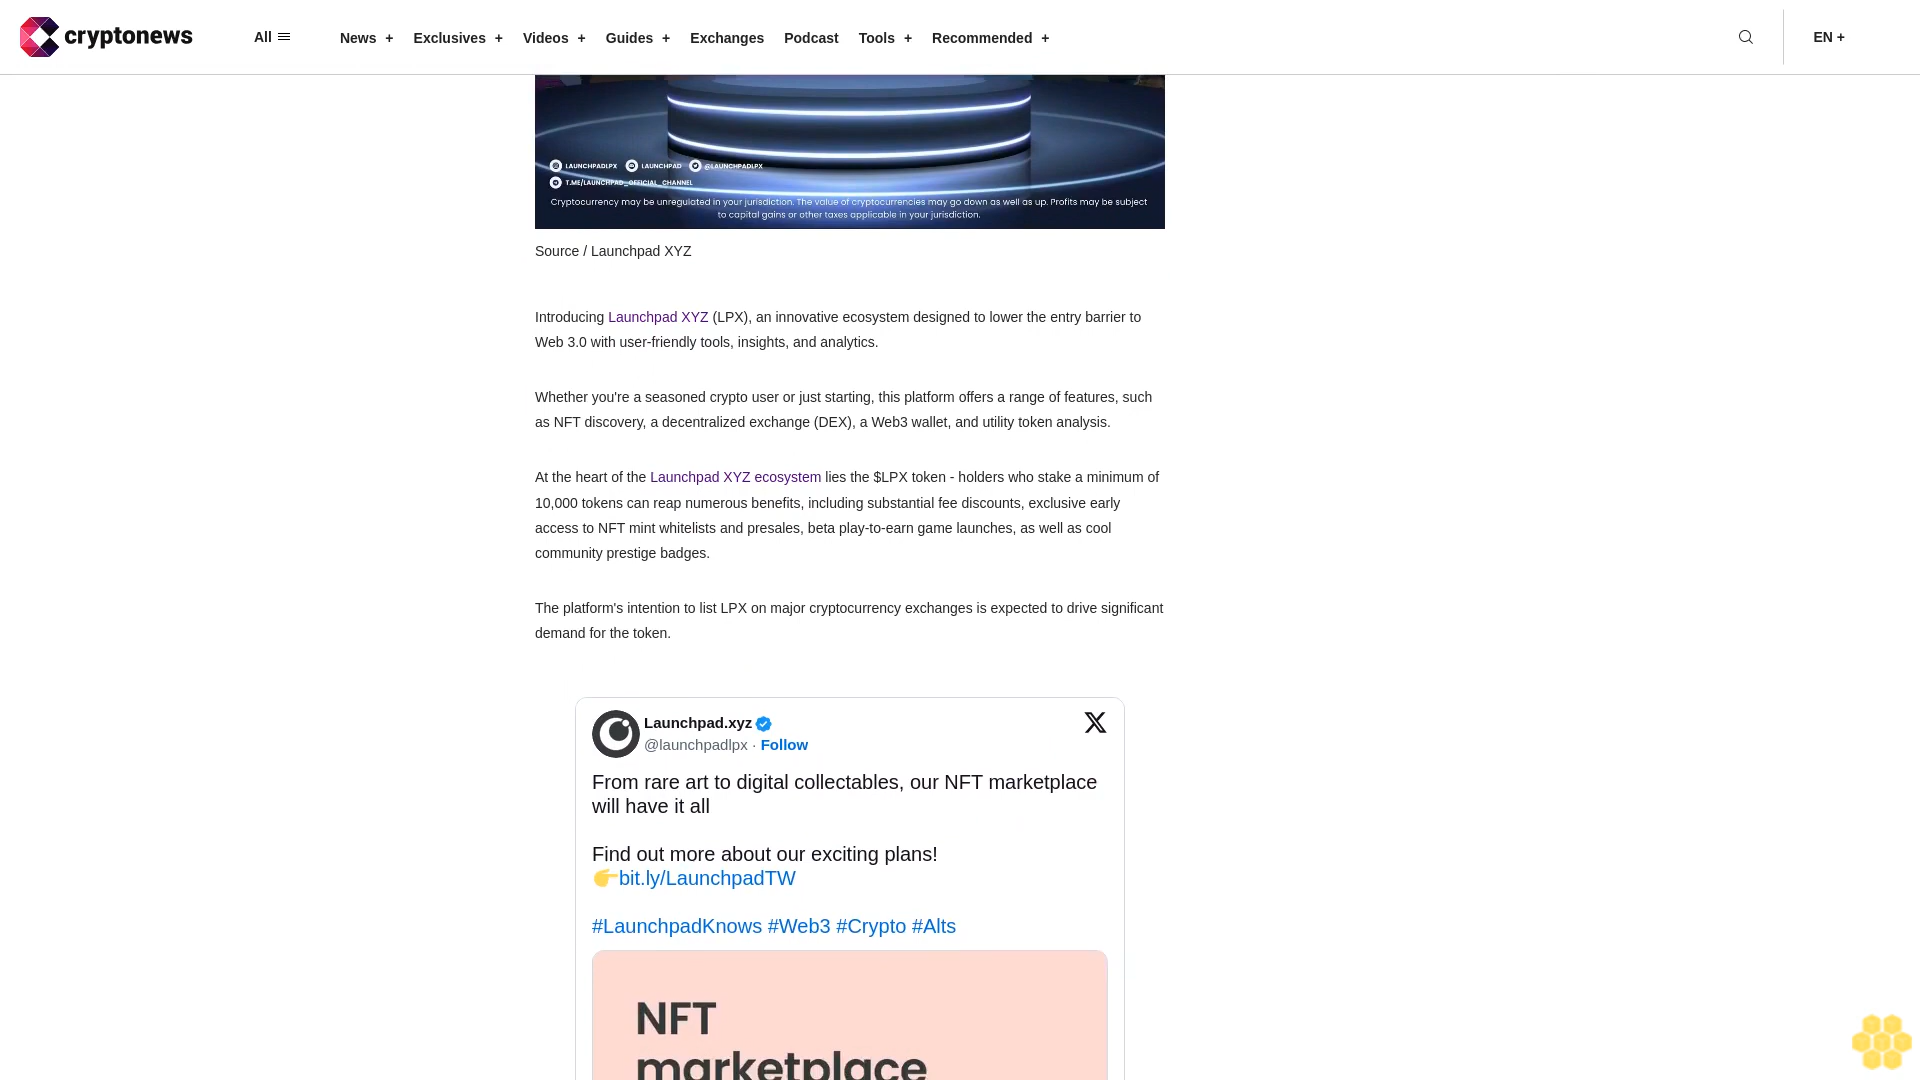 cryptonews
All
News + Exclusives + Videos + Guides + Exchanges Podcast Tools + Recommended +
EN +
LAUNCHPADLPX LAUNCHPAD @LAUNCHPADLPX
T.ME/LAUNCHPAD_OFFICIAL_CHANNEL
Cryptocurrency may be unregulated in your jurisdiction. The value of cryptocurrencies may go down as well as up. Profits may be subject
to capital gains or other taxes applicable in your jurisdiction.
Source / Launchpad XYZ
Introducing Launchpad XYZ (LPX), an innovative ecosystem designed to lower the entry barrier to
Web 3.0 with user-friendly tools, insights, and analytics.
Whether you're a seasoned crypto user or just starting, this platform offers a range of features, such
as NFT discovery, a decentralized exchange (DEX), a Web3 wallet, and utility token analysis.
At the heart of the Launchpad XYZ ecosystem lies the $LPX token - holders who stake a minimum of
10,000 tokens can reap numerous benefits, including substantial fee discounts, exclusive early
access to NFT mint whitelists and presales, beta play-to-earn game launches, as well as cool
community prestige badges.
The platform's intention to list LPX on major cryptocurrency exchanges is expected to drive significant
demand for the token.
Launchpad.xyz
@launchpadlpx · Follow
From rare art to digital collectables, our NFT marketplace
will have it all
Find out more about our exciting plans!
👉bit.ly/LaunchpadTW
#LaunchpadKnows #Web3 #Crypto #Alts
NFT
marketplace